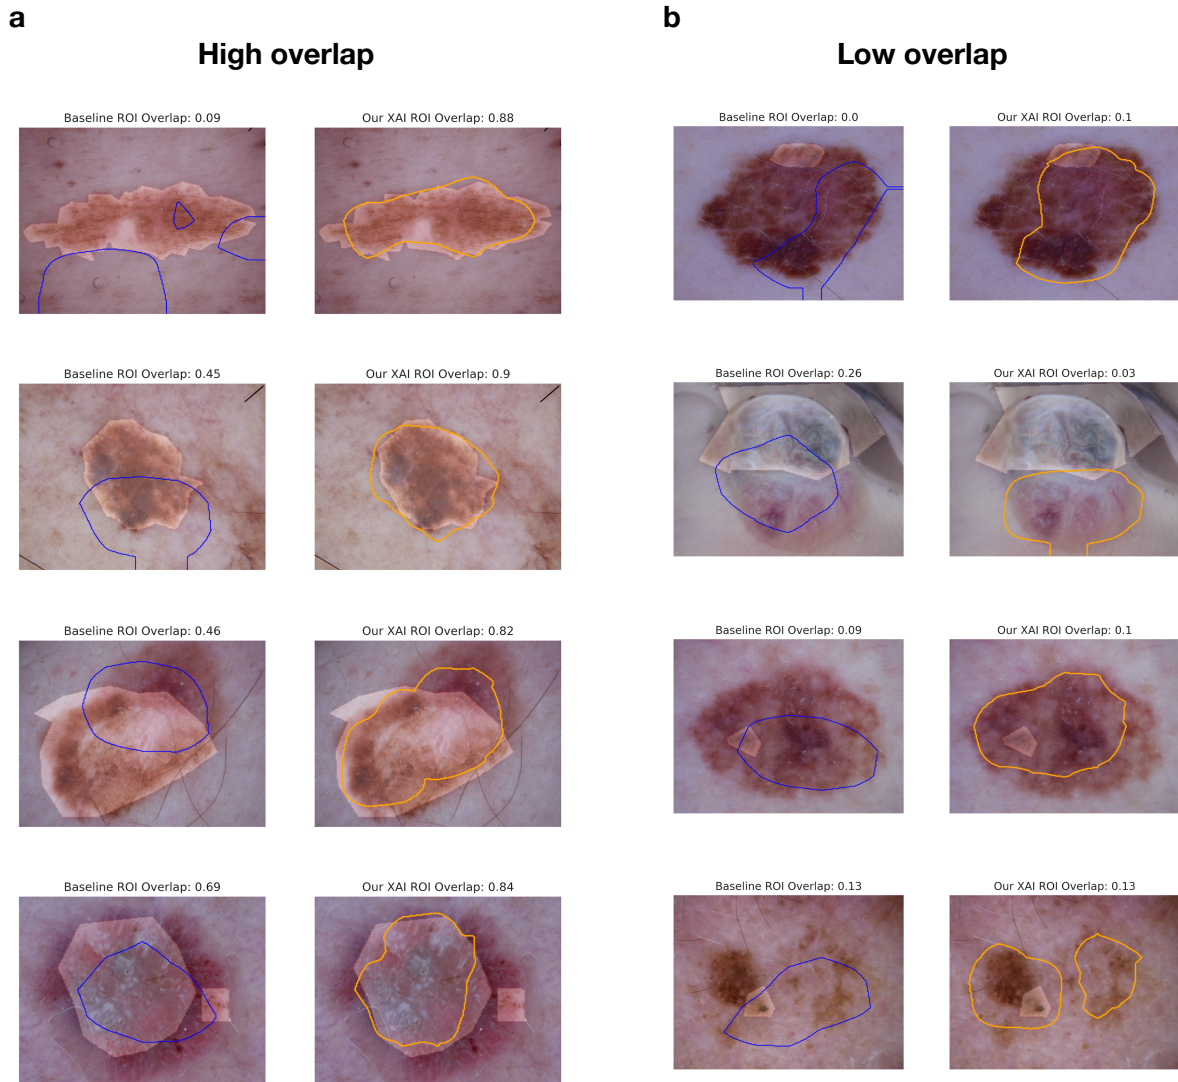 a
High overlap
Baseline ROI Overlap: 0.09
Our XAI ROI Overlap: 0.88
Baseline ROI Overlap: 0.45
Our XAI ROI Overlap: 0.9
Baseline ROI Overlap: 0.46
Our XAI ROI Overlap: 0.82
Baseline ROI Overlap: 0.69
Our XAI ROI Overlap: 0.84
b
Low overlap
Baseline ROI Overlap: 0.0
Our XAI ROI Overlap: 0.1
Baseline ROI Overlap: 0.26
Our XAI ROI Overlap: 0.03
Baseline ROI Overlap: 0.09
Our XAI ROI Overlap: 0.1
Baseline ROI Overlap: 0.13
Our XAI ROI Overlap: 0.13